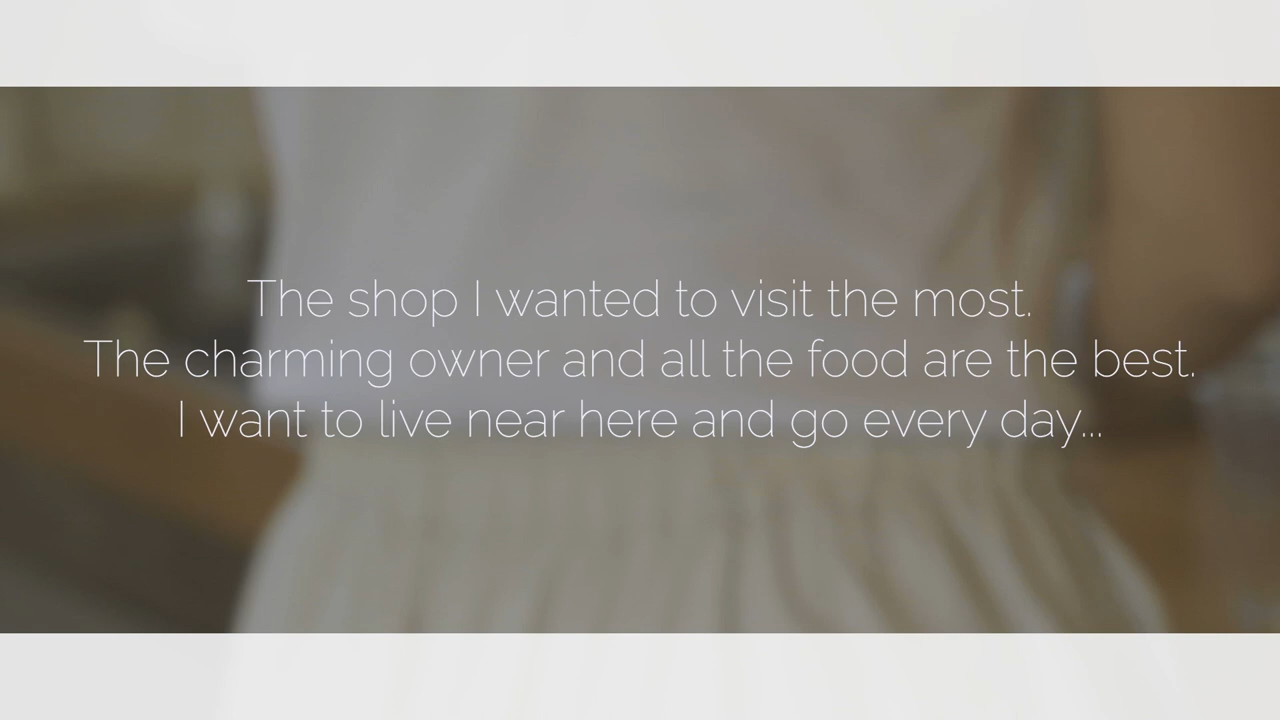 The shop I wanted to visit the most.
The charming owner and all the food are the best.
I want to live near here and go every day...